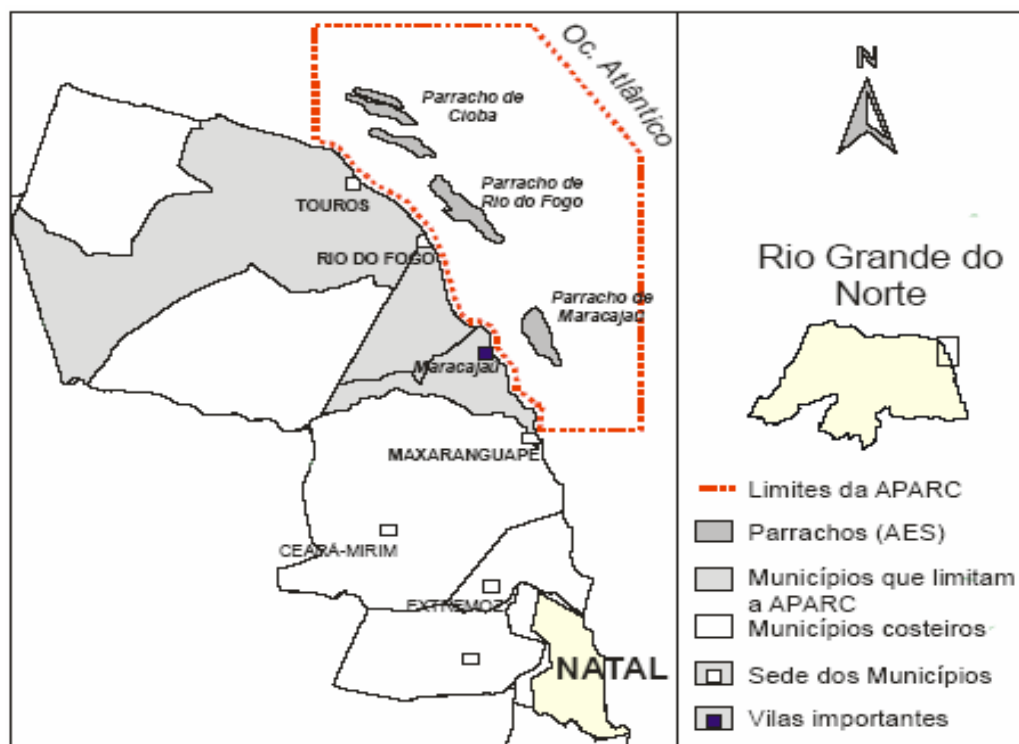 Oc. Atlântico
Parracho de
Cioba
Parracho de
Rio do Fogo
TOUROS
RIO DO FOGO
Parracho de
Maracajaú
Maracajaú
MAXARANGUAPE
CEARÁ-MIRIM
EXTREMOZ
NATAL
N
Rio Grande do
Norte
Limites da APARC
Parrachos (AES)
Municípios que limitam
a APARC
Municípios costeiros
Sede dos Municípios
Vilas importantes